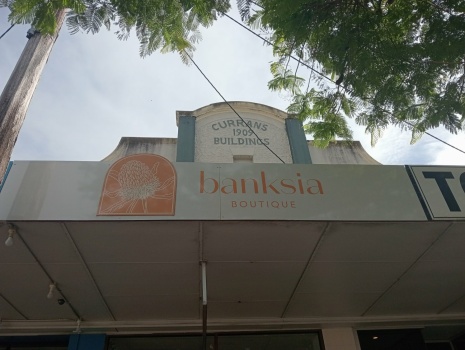 CURRANS
1909
BUILDINGS
banksia
BOUTIQUE